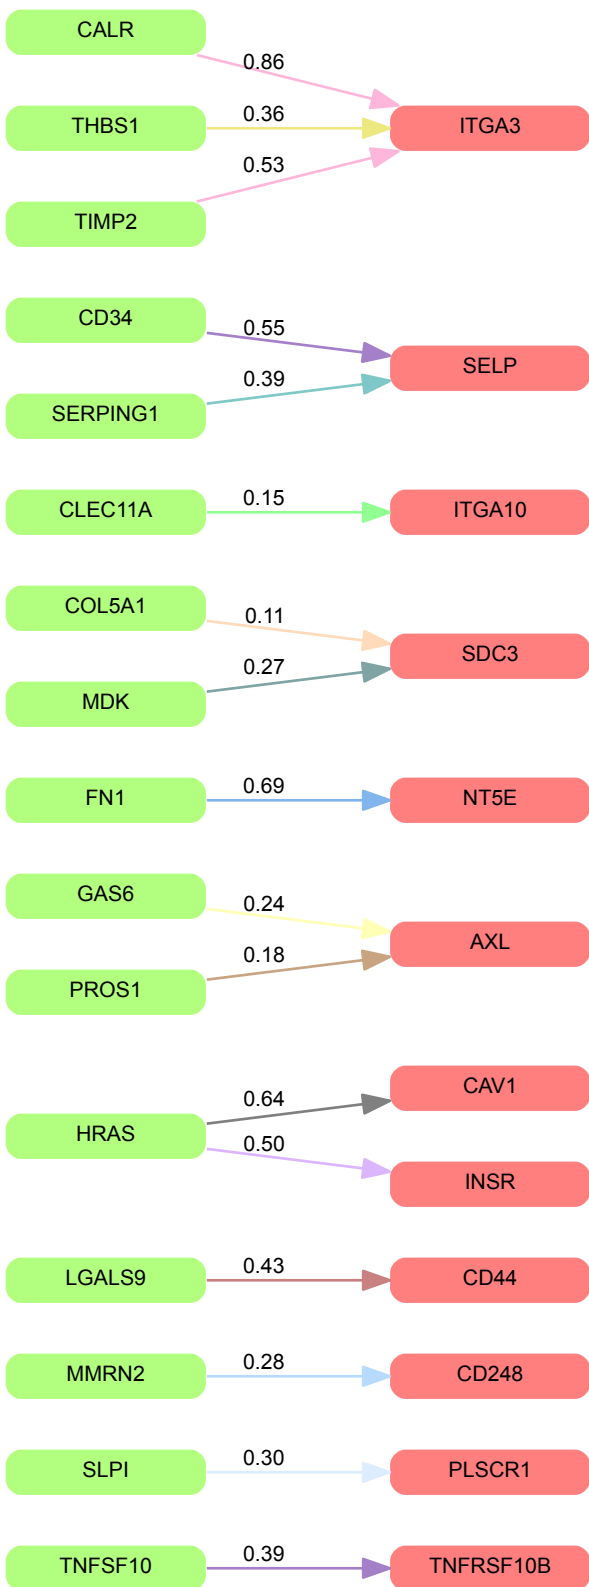 CALR
0.86
THBS1
0.36
ITGA3
0.53
TIMP2
CD34
0.55
SELP
0.39
SERPING1
CLEC11A
0.15
ITGA10
COL5A1
0.11
SDC3
0.27
MDK
FN1
0.69
NT5E
GAS6
0.24
AXL
0.18
PROS1
HRAS
0.64
CAV1
0.50
INSR
LGALS9
0.43
CD44
MMRN2
0.28
CD248
SLPI
0.30
PLSCR1
TNFSF10
0.39
TNFRSF10B